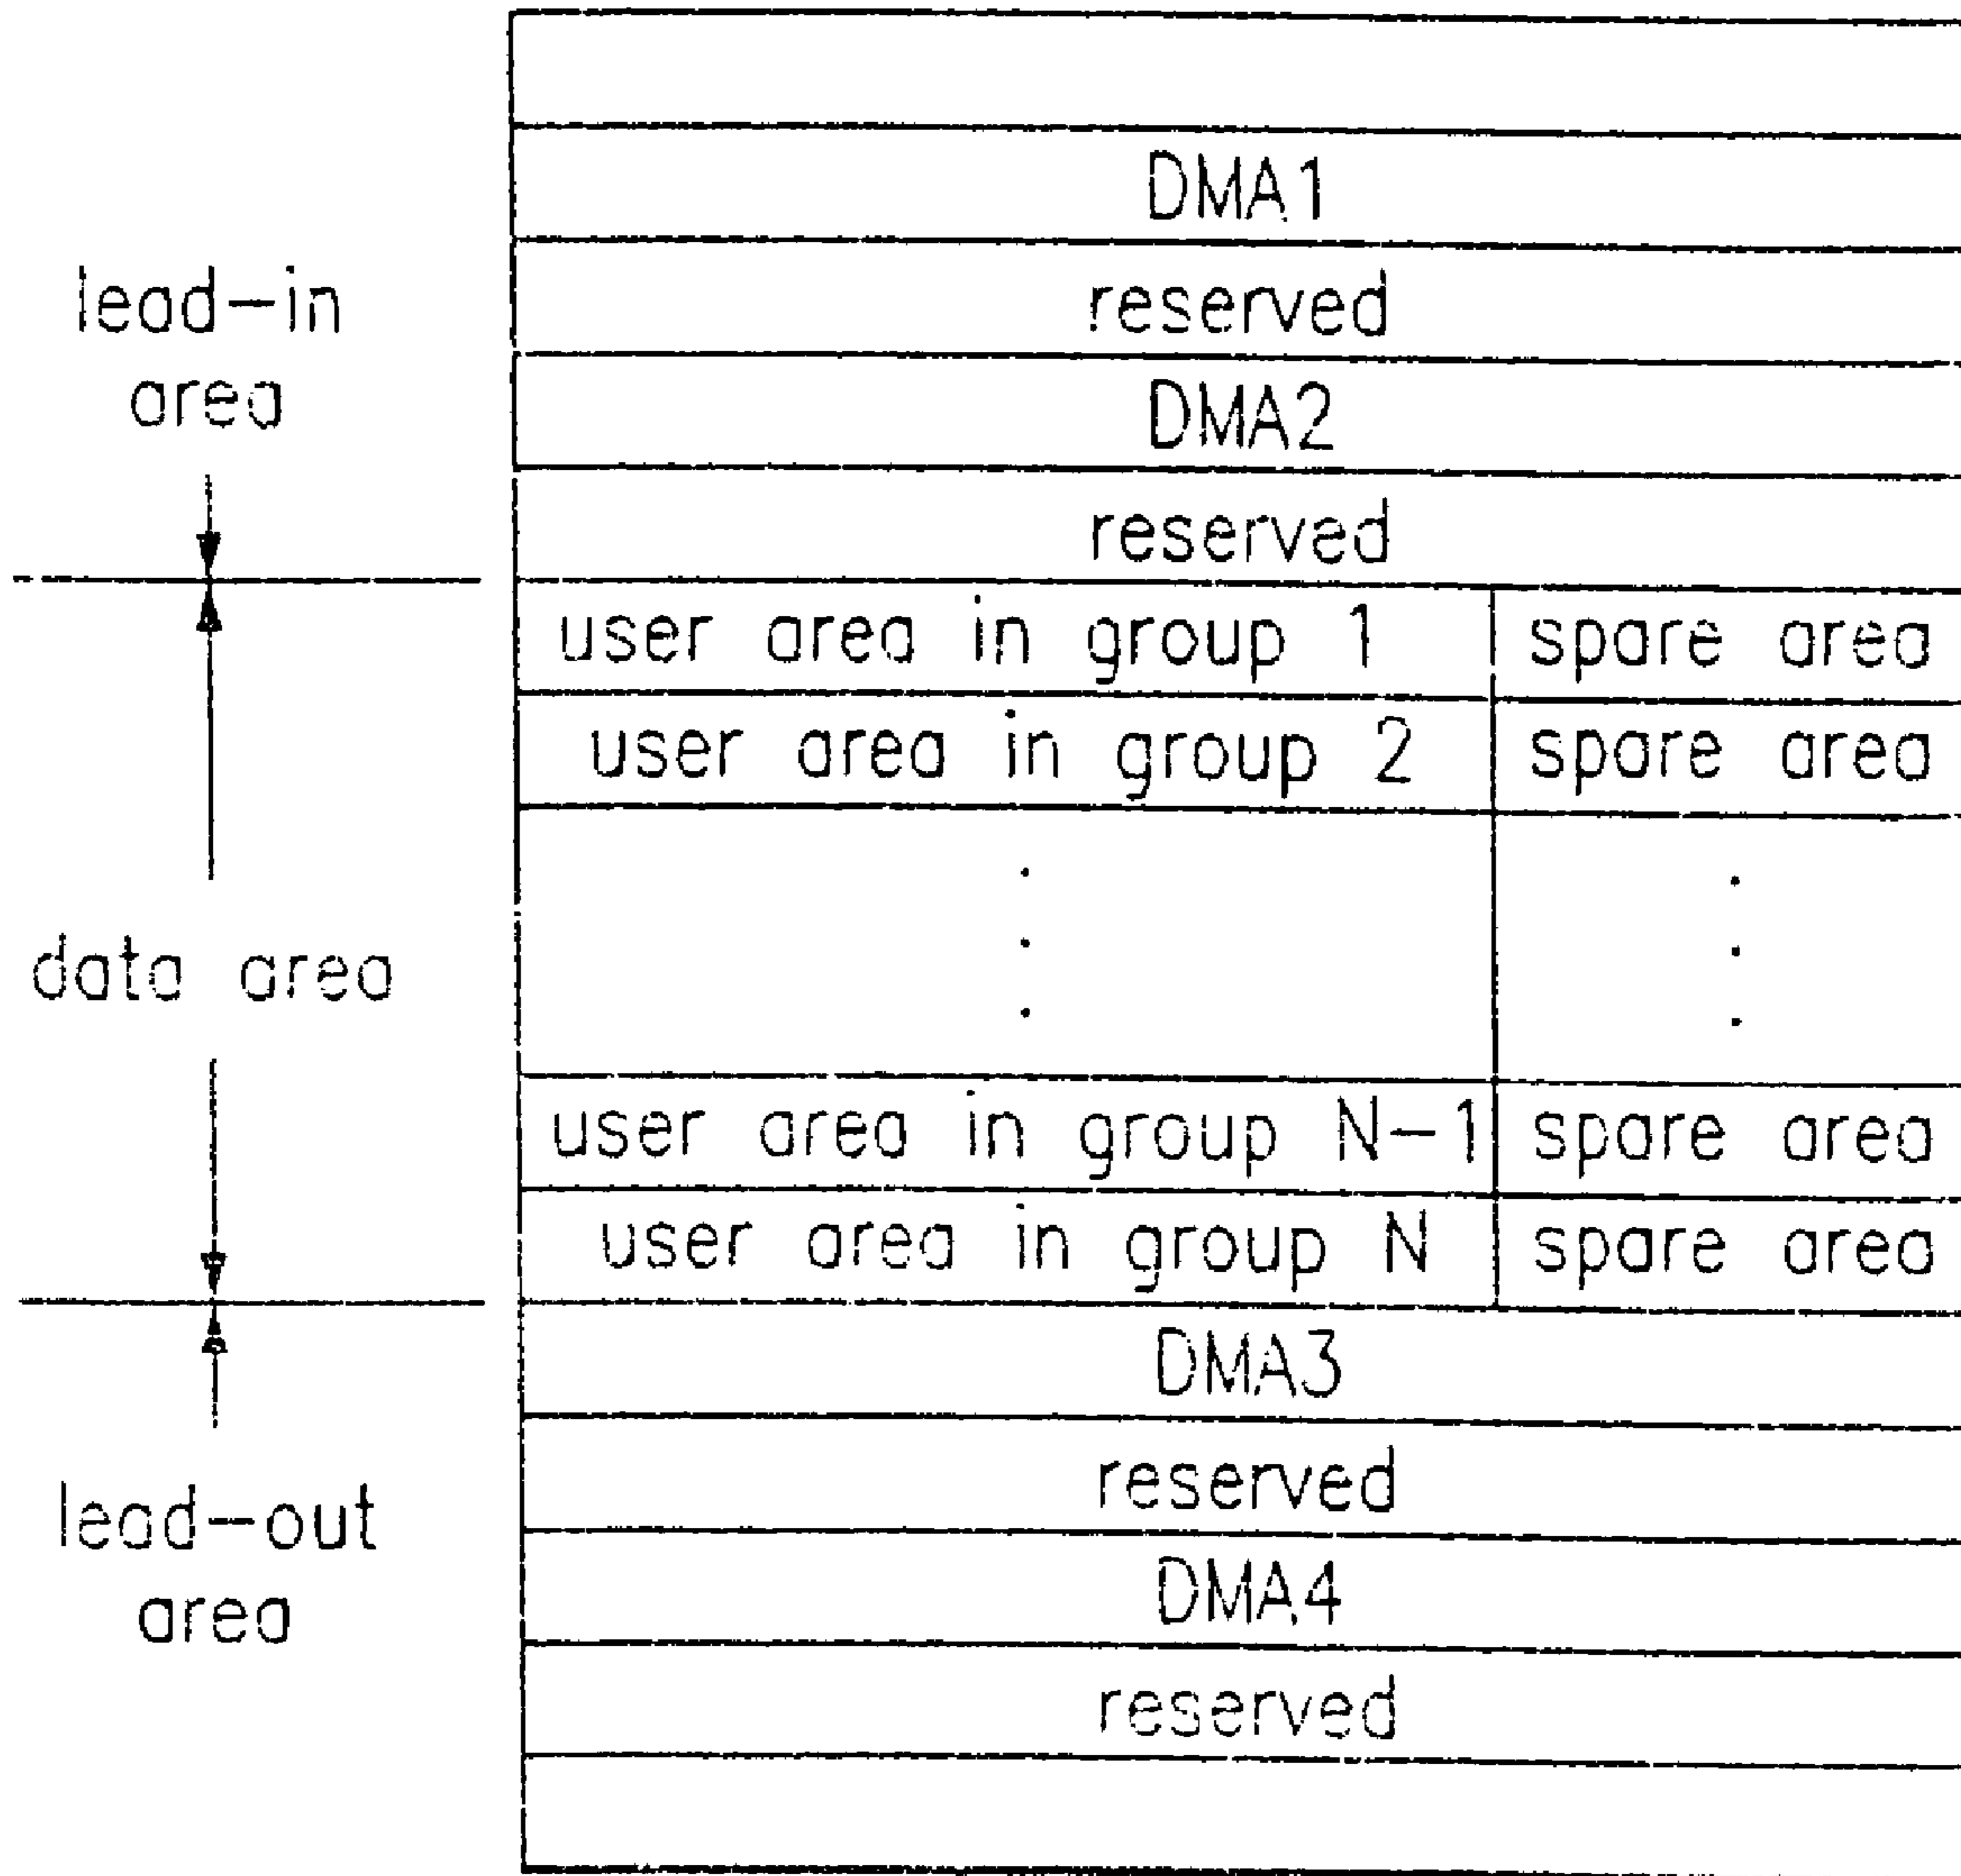 DMA1
reserved
lead-in
area
DMA2
reserved
user area in group 1 spare area
user area in group 2 spare area
data area
user area in group N-1 spare area
user area in group N spare area
DMA3
reserved
lead-out
area
DMA4
reserved